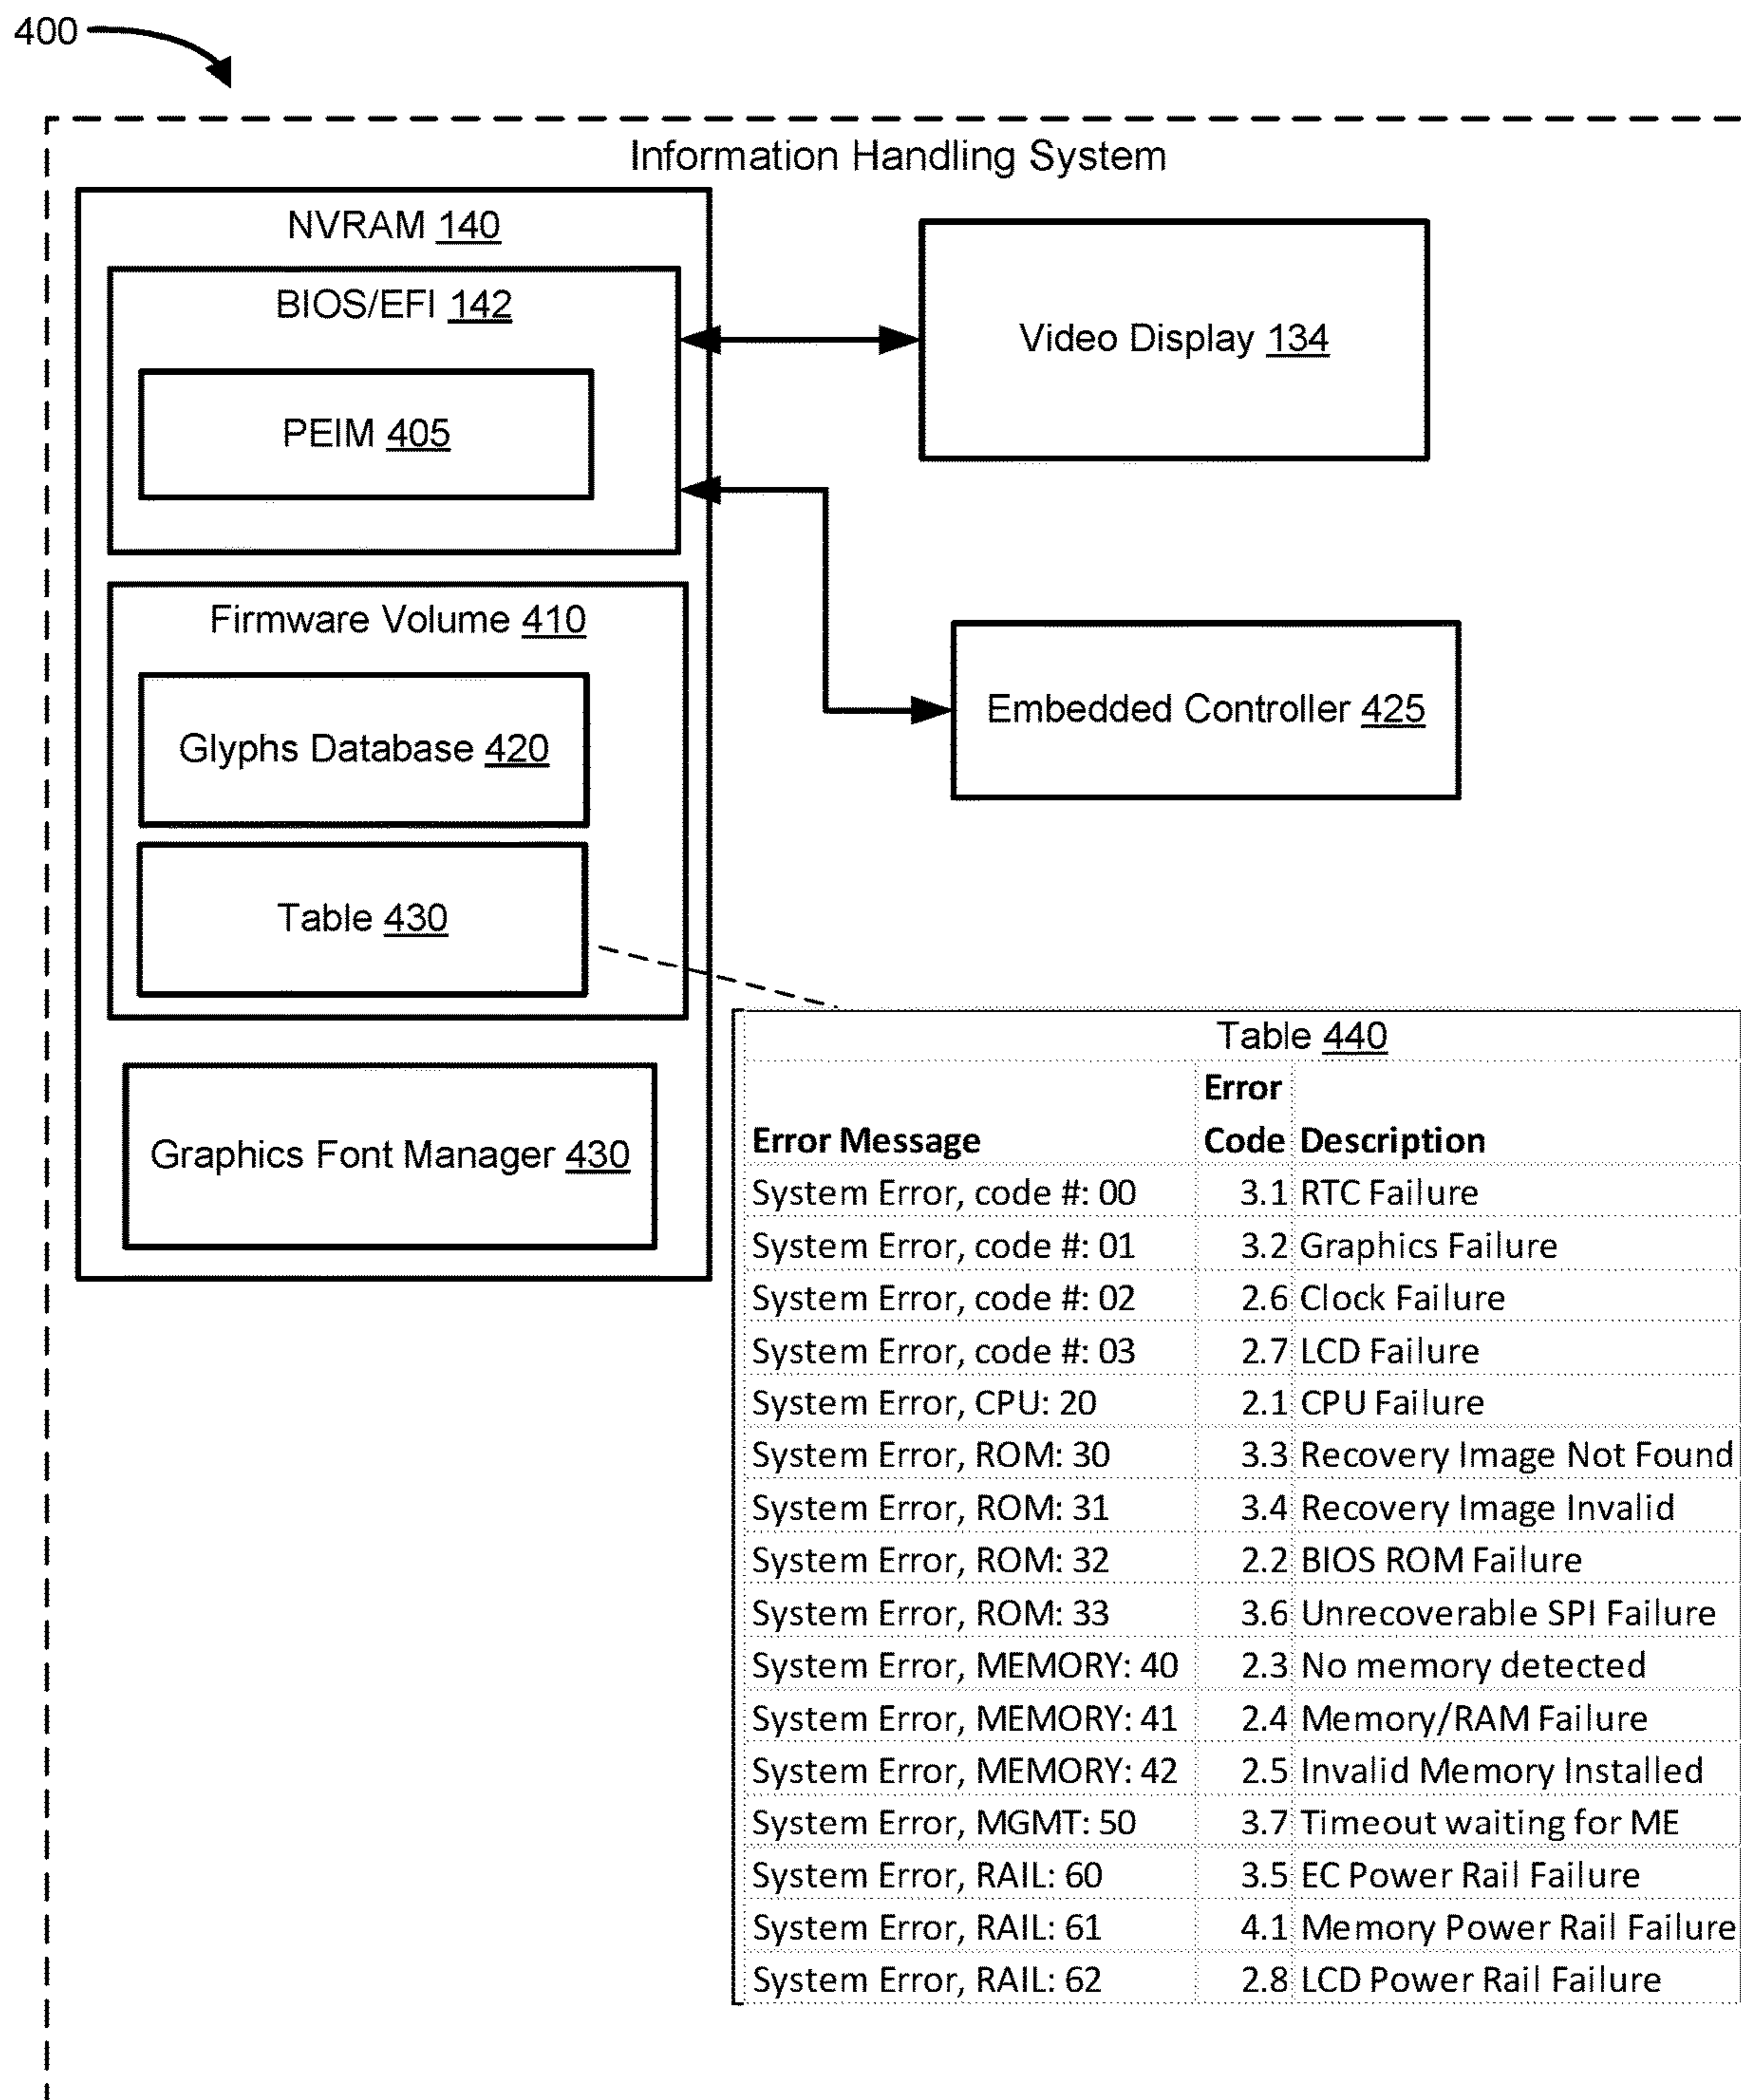 400
Information Handling System
NVRAM 140
BIOS/EFI 142
PEIM 405
Video Display 134
Firmware Volume 410
Glyphs Database 420
Table 430
Embedded Controller 425
Graphics Font Manager 430
Table 440
Error Message Error Code Description
System Error, code #: 00 3.1 RTC Failure
System Error, code #: 01 3.2 Graphics Failure
System Error, code #: 02 2.6 Clock Failure
System Error, code #: 03 2.7 LCD Failure
System Error, CPU: 20 2.1 CPU Failure
System Error, ROM: 30 3.3 Recovery Image Not Found
System Error, ROM: 31 3.4 Recovery Image Invalid
System Error, ROM: 32 2.2 BIOS ROM Failure
System Error, ROM: 33 3.6 Unrecoverable SPI Failure
System Error, MEMORY: 40 2.3 No memory detected
System Error, MEMORY: 41 2.4 Memory/RAM Failure
System Error, MEMORY: 42 2.5 Invalid Memory Installed
System Error, MGMT: 50 3.7 Timeout waiting for ME
System Error, RAIL: 60 3.5 EC Power Rail Failure
System Error, RAIL: 61 4.1 Memory Power Rail Failure
System Error, RAIL: 62 2.8 LCD Power Rail Failure